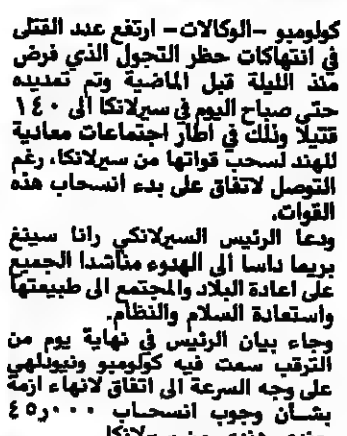 كولومبو -الوكالات- ارتفع عدد القتلى
في انتهاكات حظر التجول الذي فرض
منذ الليلة قبل الماضية وتم تمديده
حتى صباح اليوم في سيرلانكا الى ١٤٠
قتيلا وذلك في اطار اجتماعات معادية
للهند لسحب قواتها من سيرلانكا، رغم
التوصل لاتفاق على بدء انسحاب هذه
القوات.
ودعا الرئيس السيرلانكي رانا سينغ
بريما داسا الى الهدوء مناشدا الجميع
على اعادة البلاد والمجتمع الى طبيعتها
واستعادة السلام والنظام.
وجاء بيان الرئيس في نهاية يوم من
الترقب سمت فيه كولومبو ونيودلهي
على وجه السرعة الى اتفاق لانهاء ازمة
بشأن وجوب انسحاب ٤٥٫٠٠٠